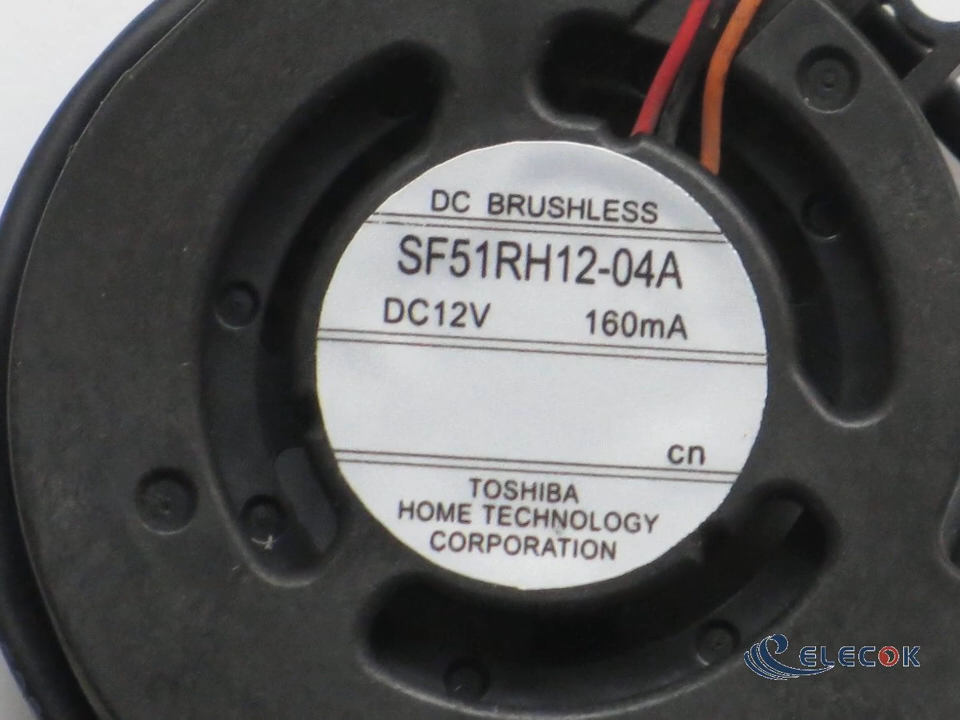 DC BRUSHLESS
SF51RH12-04A
DC12V 160mA
cn
TOSHIBA
HOME TECHNOLOGY
CORPORATION
ELECOK